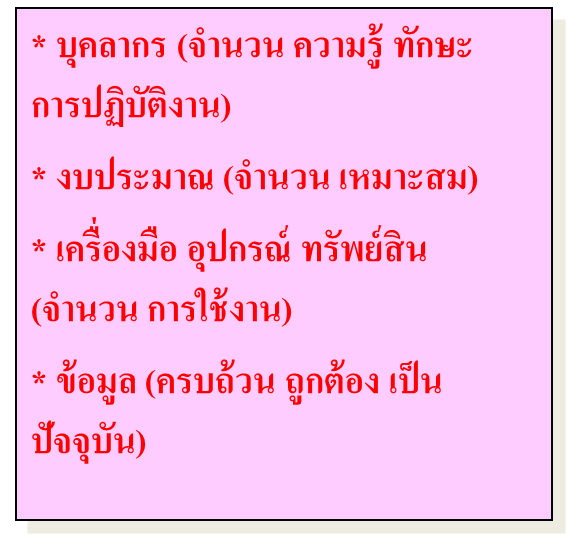 * บุคลากร (จำนวน ความรู้ ทักษะ
การปฏิบัติงาน)
* งบประมาณ (จำนวน เหมาะสม)
* เครื่องมือ อุปกรณ์ ทรัพย์สิน
(จำนวน การใช้งาน)
* ข้อมูล (ครบถ้วน ถูกต้อง เป็น
ปัจจุบัน)